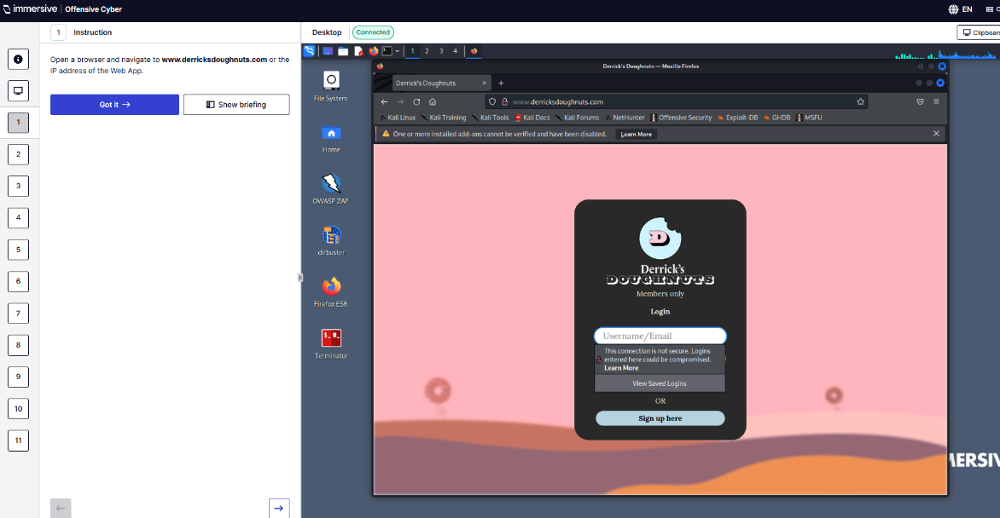 immersive | Offensive Cyber
EN
1 Instruction
Desktop Connected
Clipboard
Open a browser and navigate to www.derricksdoughnuts.com or the
IP address of the Web App.
Got it →
Show briefing
1
2
3
4
5
6
7
8
9
10
11
1 2 3 4
File System
Home
OWASP ZAP
dirbuster
Firefox ESR
Terminator
Derrick's Doughnuts — Mozilla Firefox
Derrick's Doughnuts
www.derricksdoughnuts.com
Kali Linux Kali Training Kali Tools Kali Docs Kali Forums NetHunter Offensive Security Exploit-DB GHDB MSFU
One or more installed add-ons cannot be verified and have been disabled. Learn More
D
Derrick's
DOUGHNUTS
Members only
Login
Username/Email
This connection is not secure. Logins
entered here could be compromised.
Learn More
View Saved Logins
OR
Sign up here
MERSIV